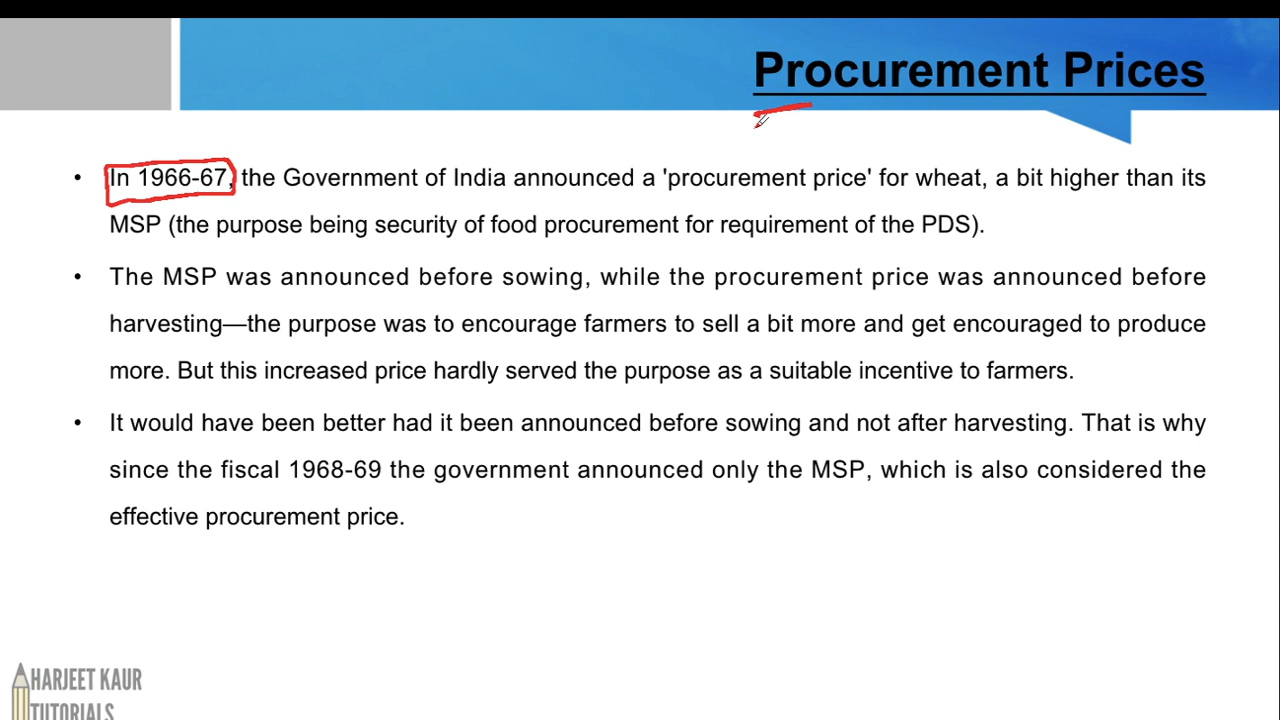 Procurement Prices
• In 1966-67, the Government of India announced a 'procurement price' for wheat, a bit higher than its
MSP (the purpose being security of food procurement for requirement of the PDS).
• The MSP was announced before sowing, while the procurement price was announced before
harvesting—the purpose was to encourage farmers to sell a bit more and get encouraged to produce
more. But this increased price hardly served the purpose as a suitable incentive to farmers.
• It would have been better had it been announced before sowing and not after harvesting. That is why
since the fiscal 1968-69 the government announced only the MSP, which is also considered the
effective procurement price.
HARJEET KAUR
TUTORIALS